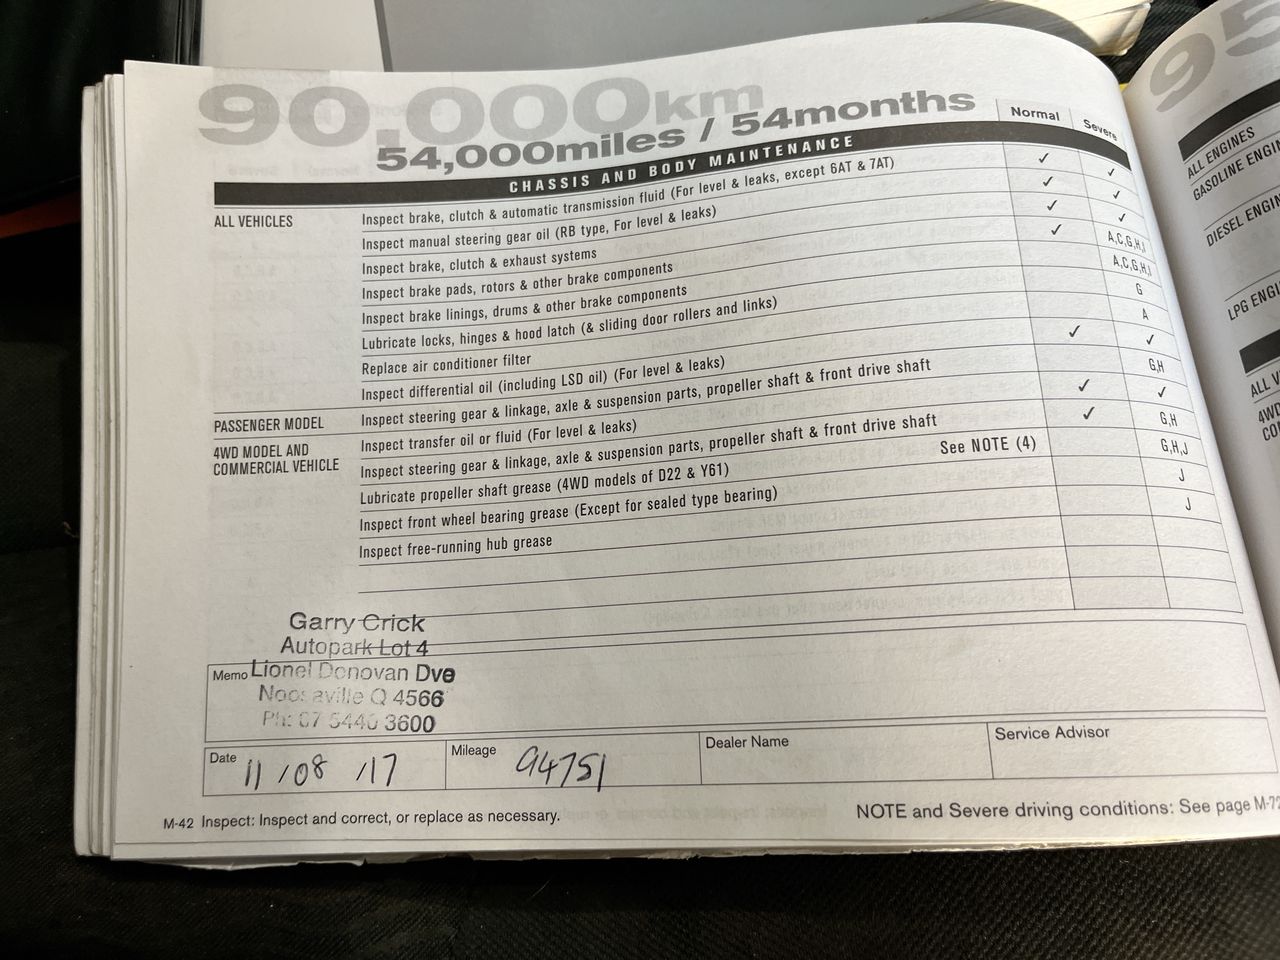 90,000km
54,000miles / 54months
Normal Severe
CHASSIS AND BODY MAINTENANCE
ALL VEHICLES
Inspect brake, clutch & automatic transmission fluid (For level & leaks, except 6AT & 7AT) ✓ ✓
Inspect manual steering gear oil (RB type, For level & leaks) ✓ ✓
Inspect brake, clutch & exhaust systems ✓ ✓
Inspect brake pads, rotors & other brake components ✓ A,C,G,H,I
Inspect brake linings, drums & other brake components A,C,G,H,I
Lubricate locks, hinges & hood latch (& sliding door rollers and links) G
Replace air conditioner filter A
Inspect differential oil (including LSD oil) (For level & leaks) ✓ ✓
PASSENGER MODEL
Inspect steering gear & linkage, axle & suspension parts, propeller shaft & front drive shaft G,H
4WD MODEL AND
COMMERCIAL VEHICLE
Inspect transfer oil or fluid (For level & leaks) ✓ ✓
Inspect steering gear & linkage, axle & suspension parts, propeller shaft & front drive shaft ✓ G,H
Lubricate propeller shaft grease (4WD models of D22 & Y61) See NOTE (4) G,H,J
Inspect front wheel bearing grease (Except for sealed type bearing) J
Inspect free-running hub grease J
Garry Crick
Autopark Lot 4
Memo Lionel Donovan Dve
Noosaville Q 4566
Ph: 07 5440 3600
Date 11/08/17
Mileage 94751
Dealer Name
Service Advisor
M-42 Inspect: Inspect and correct, or replace as necessary.
NOTE and Severe driving conditions: See page M-72
95
ALL ENGINES
GASOLINE ENGIN
DIESEL ENGIN
LPG ENGI
ALL V
4WD
CO